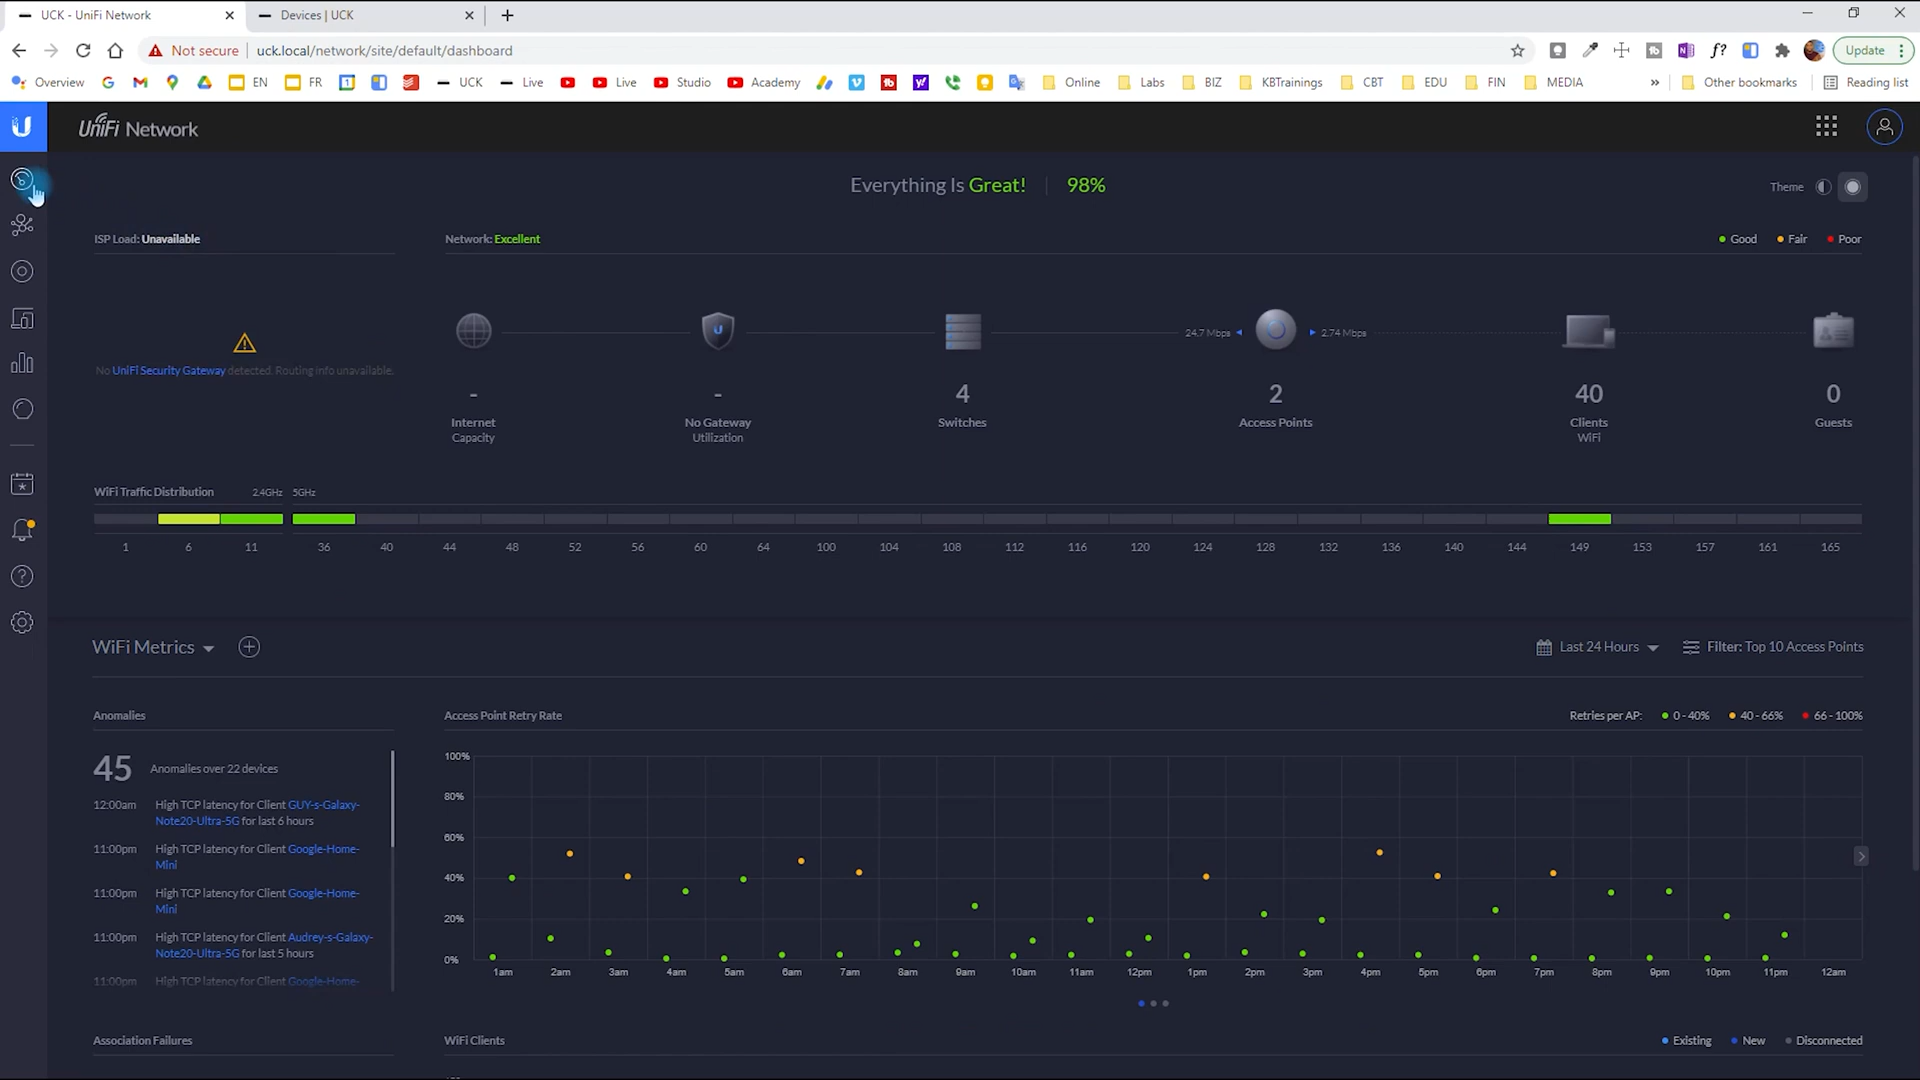 UCK - UniFi Network
Devices | UCK
Not secure
uck.local/network/site/default/dashboard
Update
Overview
EN
FR
UCK
Live
Live
Studio
Academy
Online
Labs
BIZ
KBTrainings
CBT
EDU
FIN
MEDIA
Other bookmarks
Reading list
UniFi Network
Everything Is Great! 98%
Theme
ISP Load: Unavailable
Network: Excellent
Good Fair Poor
24.7 Mbps
2.74 Mbps
No UniFi Security Gateway detected. Routing info unavailable.
- - 4 2 40 0
Internet No Gateway Switches Access Points Clients Guests
Capacity Utilization WiFi
WiFi Traffic Distribution 2.4GHz 5GHz
1 6 11 36 40 44 48 52 56 60 64 100 104 108 112 116 120 124 128 132 136 140 144 149 153 157 161 165
WiFi Metrics
Last 24 Hours
Filter: Top 10 Access Points
Anomalies
Access Point Retry Rate
Retries per AP: 0 - 40% 40 - 66% 66 - 100%
45 Anomalies over 22 devices
12:00am High TCP latency for Client GUY-s-Galaxy-
Note20-Ultra-5G for last 6 hours
11:00pm High TCP latency for Client Google-Home-
Mini
11:00pm High TCP latency for Client Google-Home-
Mini
11:00pm High TCP latency for Client Audrey-s-Galaxy-
Note20-Ultra-5G for last 5 hours
11:00pm High TCP latency for Client Google-Home-
100%
80%
60%
40%
20%
0%
1am 2am 3am 4am 5am 6am 7am 8am 9am 10am 11am 12pm 1pm 2pm 3pm 4pm 5pm 6pm 7pm 8pm 9pm 10pm 11pm 12am
Association Failures
WiFi Clients
Existing New Disconnected